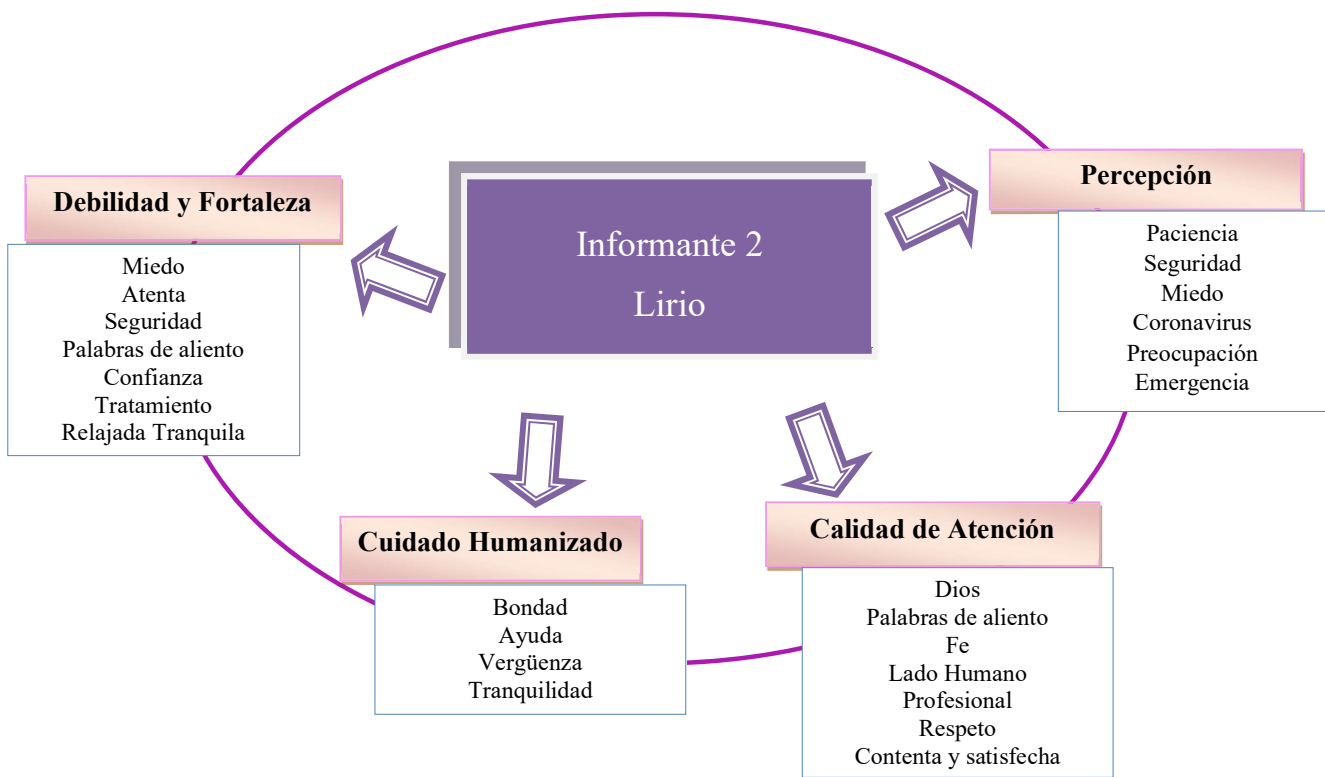 Informante 2
Lirio
Debilidad y Fortaleza
Miedo
Atenta
Seguridad
Palabras de aliento
Confianza
Tratamiento
Relajada Tranquila
Percepción
Paciencia
Seguridad
Miedo
Coronavirus
Preocupación
Emergencia
Cuidado Humanizado
Bondad
Ayuda
Vergüenza
Tranquilidad
Calidad de Atención
Dios
Palabras de aliento
Fe
Lado Humano
Profesional
Respeto
Contenta y satisfecha